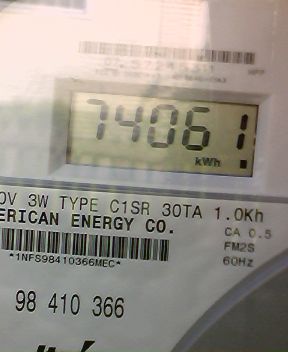 74061
kWh
0V 3W TYPE C1SR 30TA 1.0Kh
ERICAN ENERGY CO.
CA 0.5
FM2S
60Hz
*1NFS98410366MEC*
98 410 366